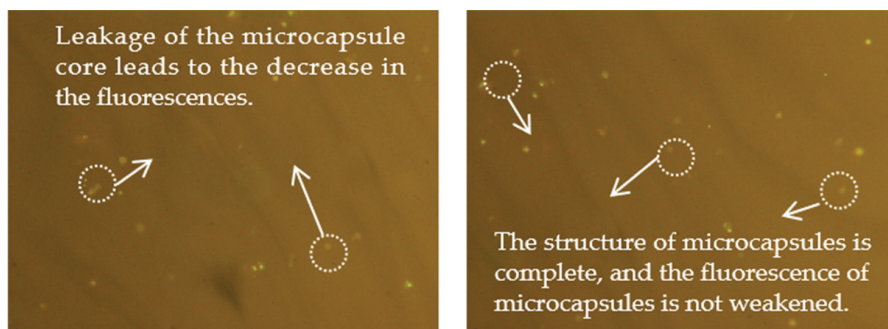 Leakage of the microcapsule
core leads to the decrease in
the fluorescences.
The structure of microcapsules is
complete, and the fluorescence of
microcapsules is not weakened.